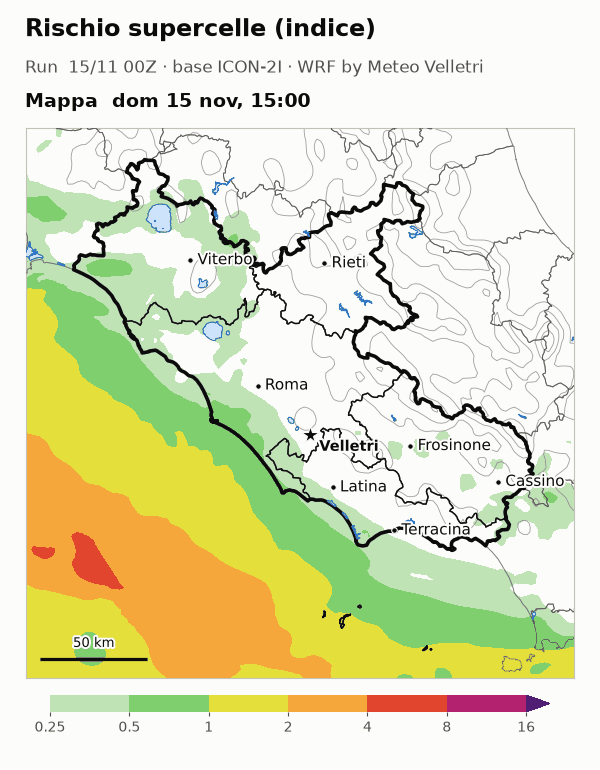 Rischio supercelle (indice)
Run  15/11 00Z · base ICON-2I · WRF by Meteo Velletri
Mappa  dom 15 nov, 15:00
Viterbo
Rieti
Roma
Velletri
Frosinone
Cassino
Latina
Terracina
50 km
0.25 0.5 1 2 4 8 16